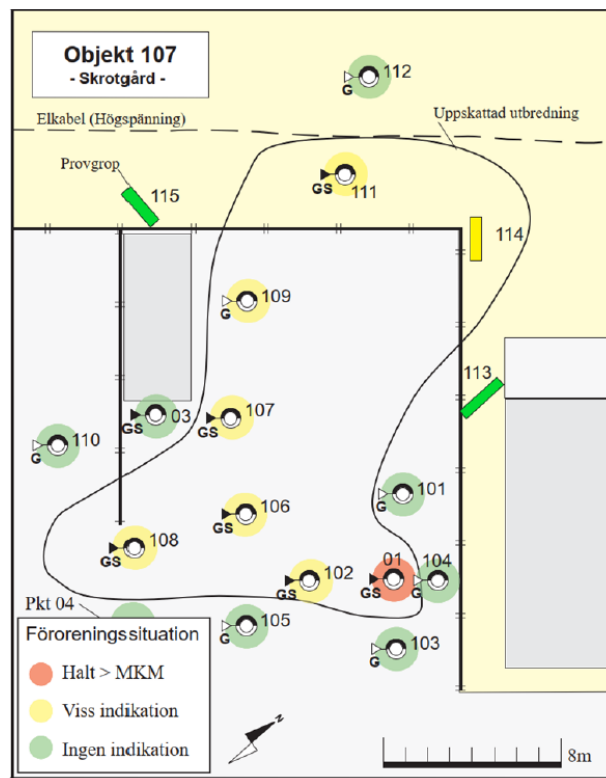 Objekt 107
- Skrotgård -
112
G
Elkabel (Högspänning)
Uppskattad utbredning
Provgrop
115
GS
111
114
109
G
113
03
GS
107
GS
110
G
101
G
106
GS
108
GS
01
GS
102
GS
104
G
Pkt 04
105
G
103
G
Föroreningssituation
Halt > MKM
Viss indikation
Ingen indikation
N
8m